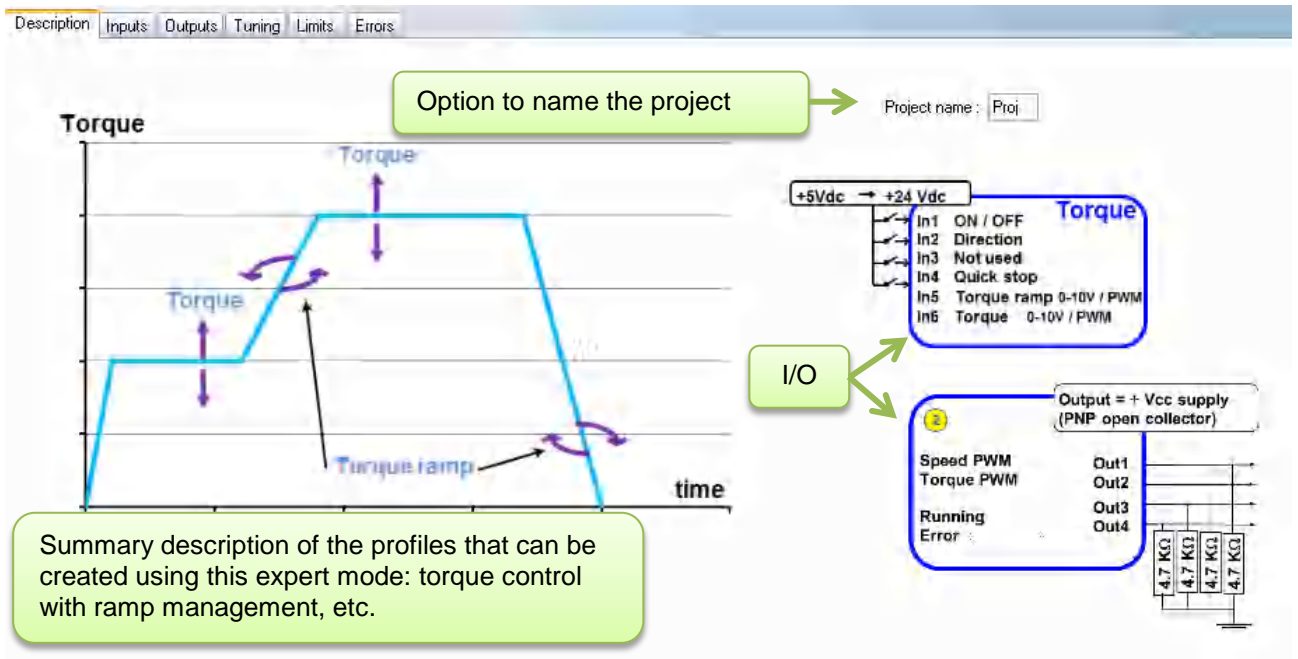 Description Inputs Outputs Tuning Limits Errors
Option to name the project
Project name : Proj
Torque
Torque
Torque
Torque ramp
time
+5Vdc → +24 Vdc
Torque
In1 ON / OFF
In2 Direction
In3 Not used
In4 Quick stop
In5 Torque ramp 0-10V / PWM
In6 Torque 0-10V / PWM
I/O
Output = + Vcc supply
(PNP open collector)
2
Speed PWM Out1
Torque PWM Out2
Running Out3
Error Out4
4.7 KΩ
4.7 KΩ
4.7 KΩ
4.7 KΩ
Summary description of the profiles that can be
created using this expert mode: torque control
with ramp management, etc.